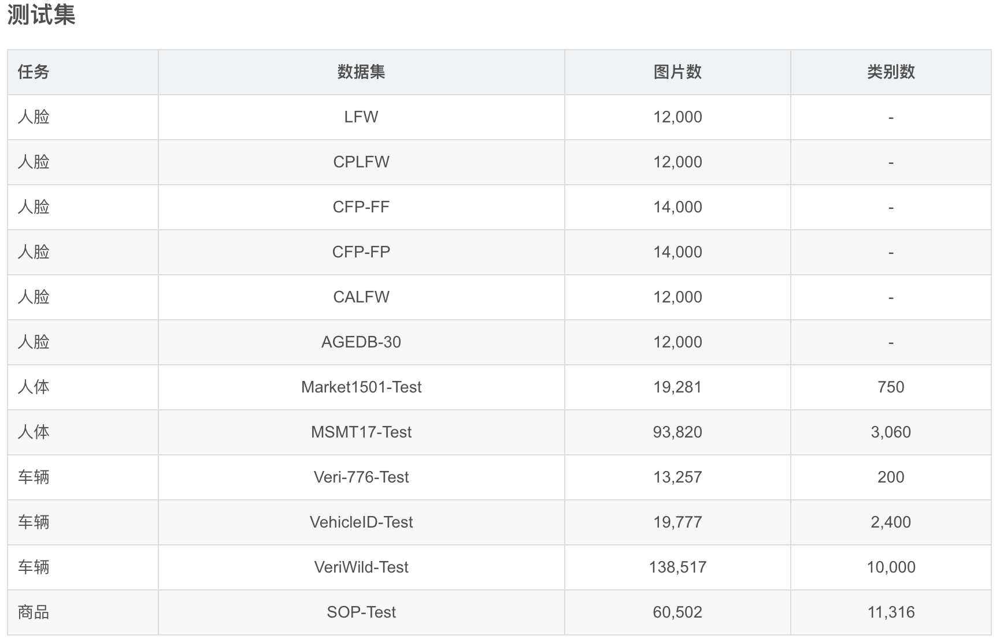 测试集
任务 数据集 图片数 类别数
人脸 LFW 12,000 -
人脸 CPLFW 12,000 -
人脸 CFP-FF 14,000 -
人脸 CFP-FP 14,000 -
人脸 CALFW 12,000 -
人脸 AGEDB-30 12,000 -
人体 Market1501-Test 19,281 750
人体 MSMT17-Test 93,820 3,060
车辆 Veri-776-Test 13,257 200
车辆 VehicleID-Test 19,777 2,400
车辆 VeriWild-Test 138,517 10,000
商品 SOP-Test 60,502 11,316